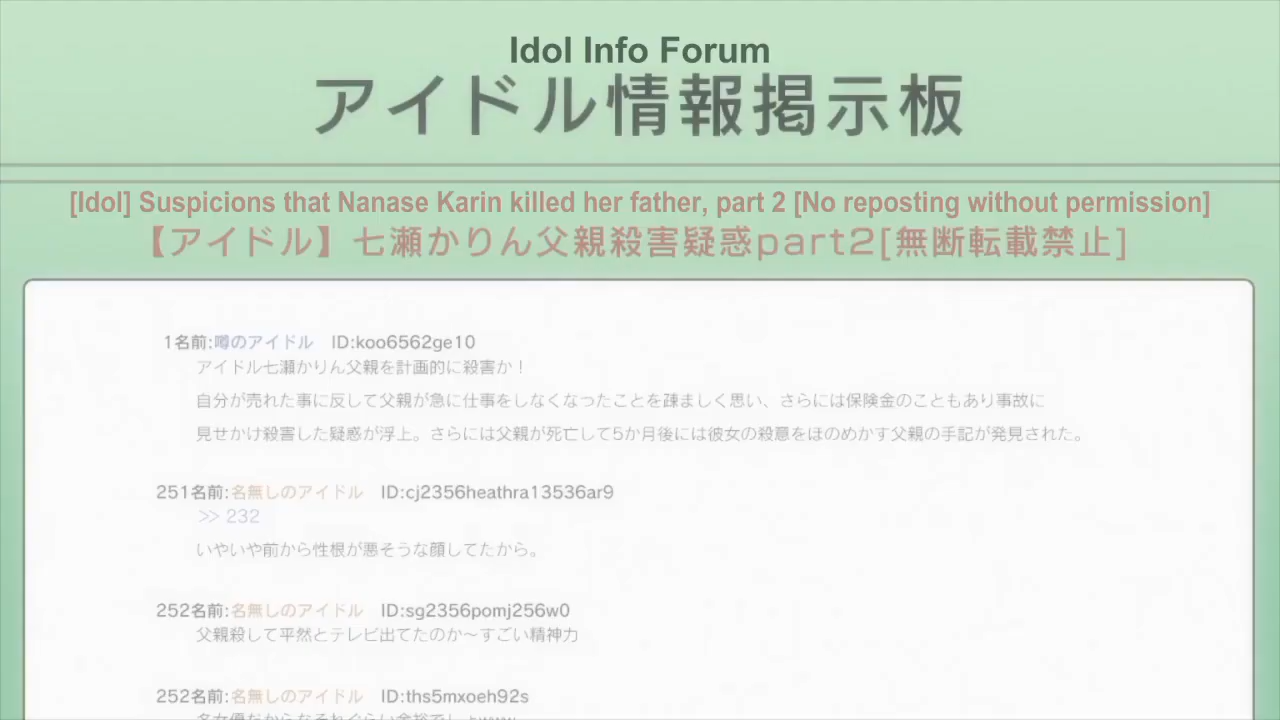 Idol Info Forum
アイドル情報掲示板
[Idol] Suspicions that Nanase Karin killed her father, part 2 [No reposting without permission]
【アイドル】七瀬かりん父親殺害疑惑part2[無断転載禁止]
1名前:噂のアイドル ID:koo6562ge10
アイドル七瀬かりん父親を計画的に殺害か！
自分が売れた事に反して父親が急に仕事をしなくなったことを疎ましく思い、さらには保険金のこともあり事故に
見せかけ殺害した疑惑が浮上。さらには父親が死亡して5か月後には彼女の殺意をほのめかす父親の手記が発見された。
251名前:名無しのアイドル ID:cj2356heathra13536ar9
>> 232
いやいや前から性根が悪そうな顔してたから。
252名前:名無しのアイドル ID:sg2356pomj256w0
父親殺して平然とテレビ出てたのか～すごい精神力
252名前:名無しのアイドル ID:ths5mxoeh92s